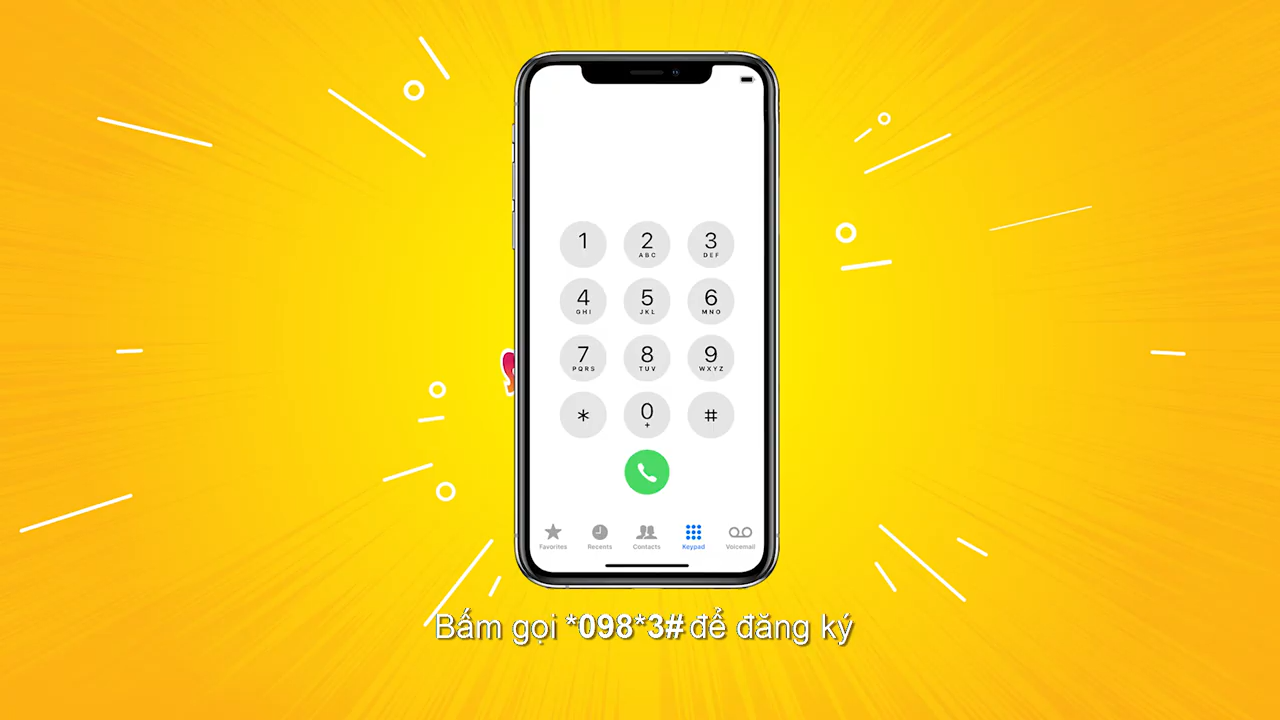 1
2
ABC
3
DEF
4
GHI
5
JKL
6
MNO
7
PQRS
8
TUV
9
WXYZ
*
0
+
#
Favorites
Recents
Contacts
Keypad
Voicemail
Bấm gọi *098*3# để đăng ký